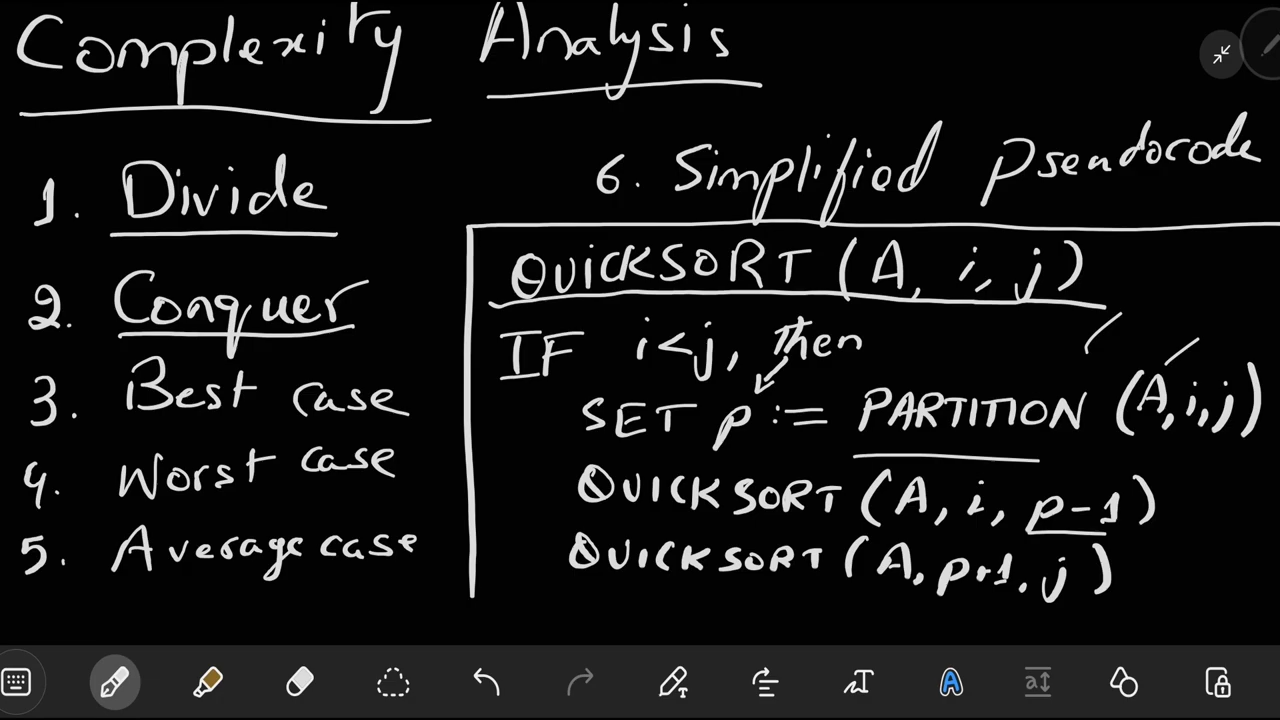 Complexity Analysis
1. Divide
2. Conquer
3. Best case
4. Worst case
5. Average case
6. Simplified Pseudocode
QUICKSORT (A, i, j)
IF i<j, then
SET p := PARTITION (A,i,j)
QUICKSORT (A, i, p-1)
QUICKSORT (A, p+1, j)